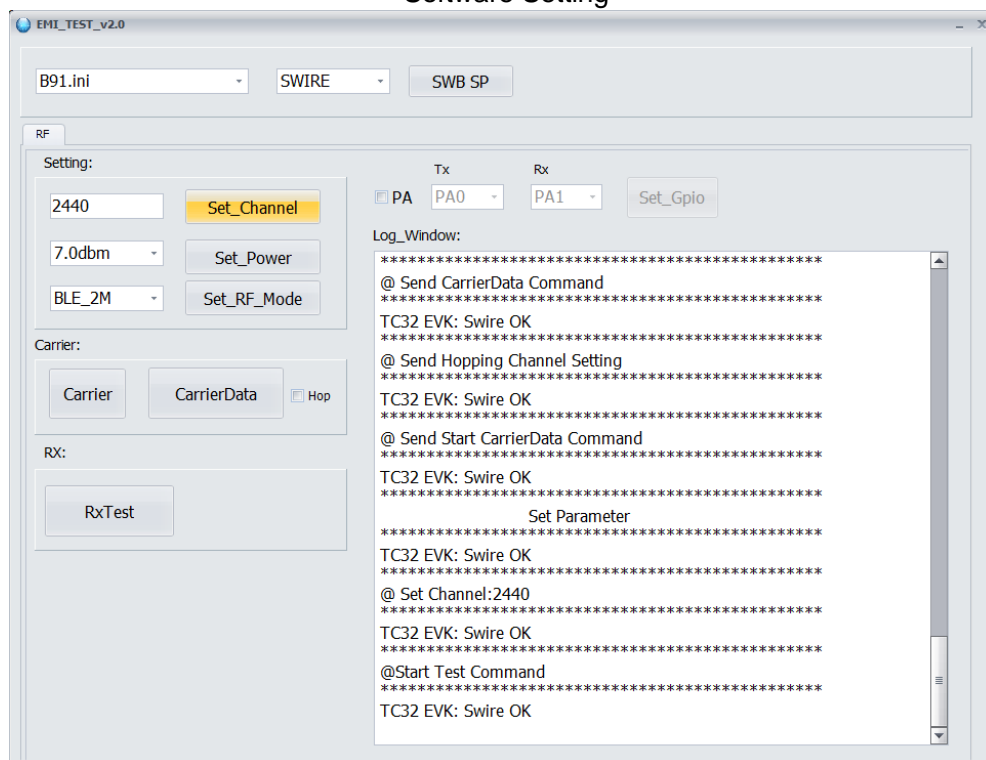 Software Setting
EMI_TEST_v2.0
B91.ini SWIRE SWB SP
RF
Setting:
2440 Set_Channel
7.0dbm Set_Power
BLE_2M Set_RF_Mode
Carrier:
Carrier CarrierData Hop
RX:
RxTest
Tx Rx
PA PA0 PA1 Set_Gpio
Log_Window:
************************************************
@ Send CarrierData Command
************************************************
TC32 EVK: Swire OK
************************************************
@ Send Hopping Channel Setting
************************************************
TC32 EVK: Swire OK
************************************************
@ Send Start CarrierData Command
************************************************
TC32 EVK: Swire OK
************************************************
Set Parameter
************************************************
TC32 EVK: Swire OK
************************************************
@ Set Channel:2440
************************************************
TC32 EVK: Swire OK
************************************************
@Start Test Command
************************************************
TC32 EVK: Swire OK